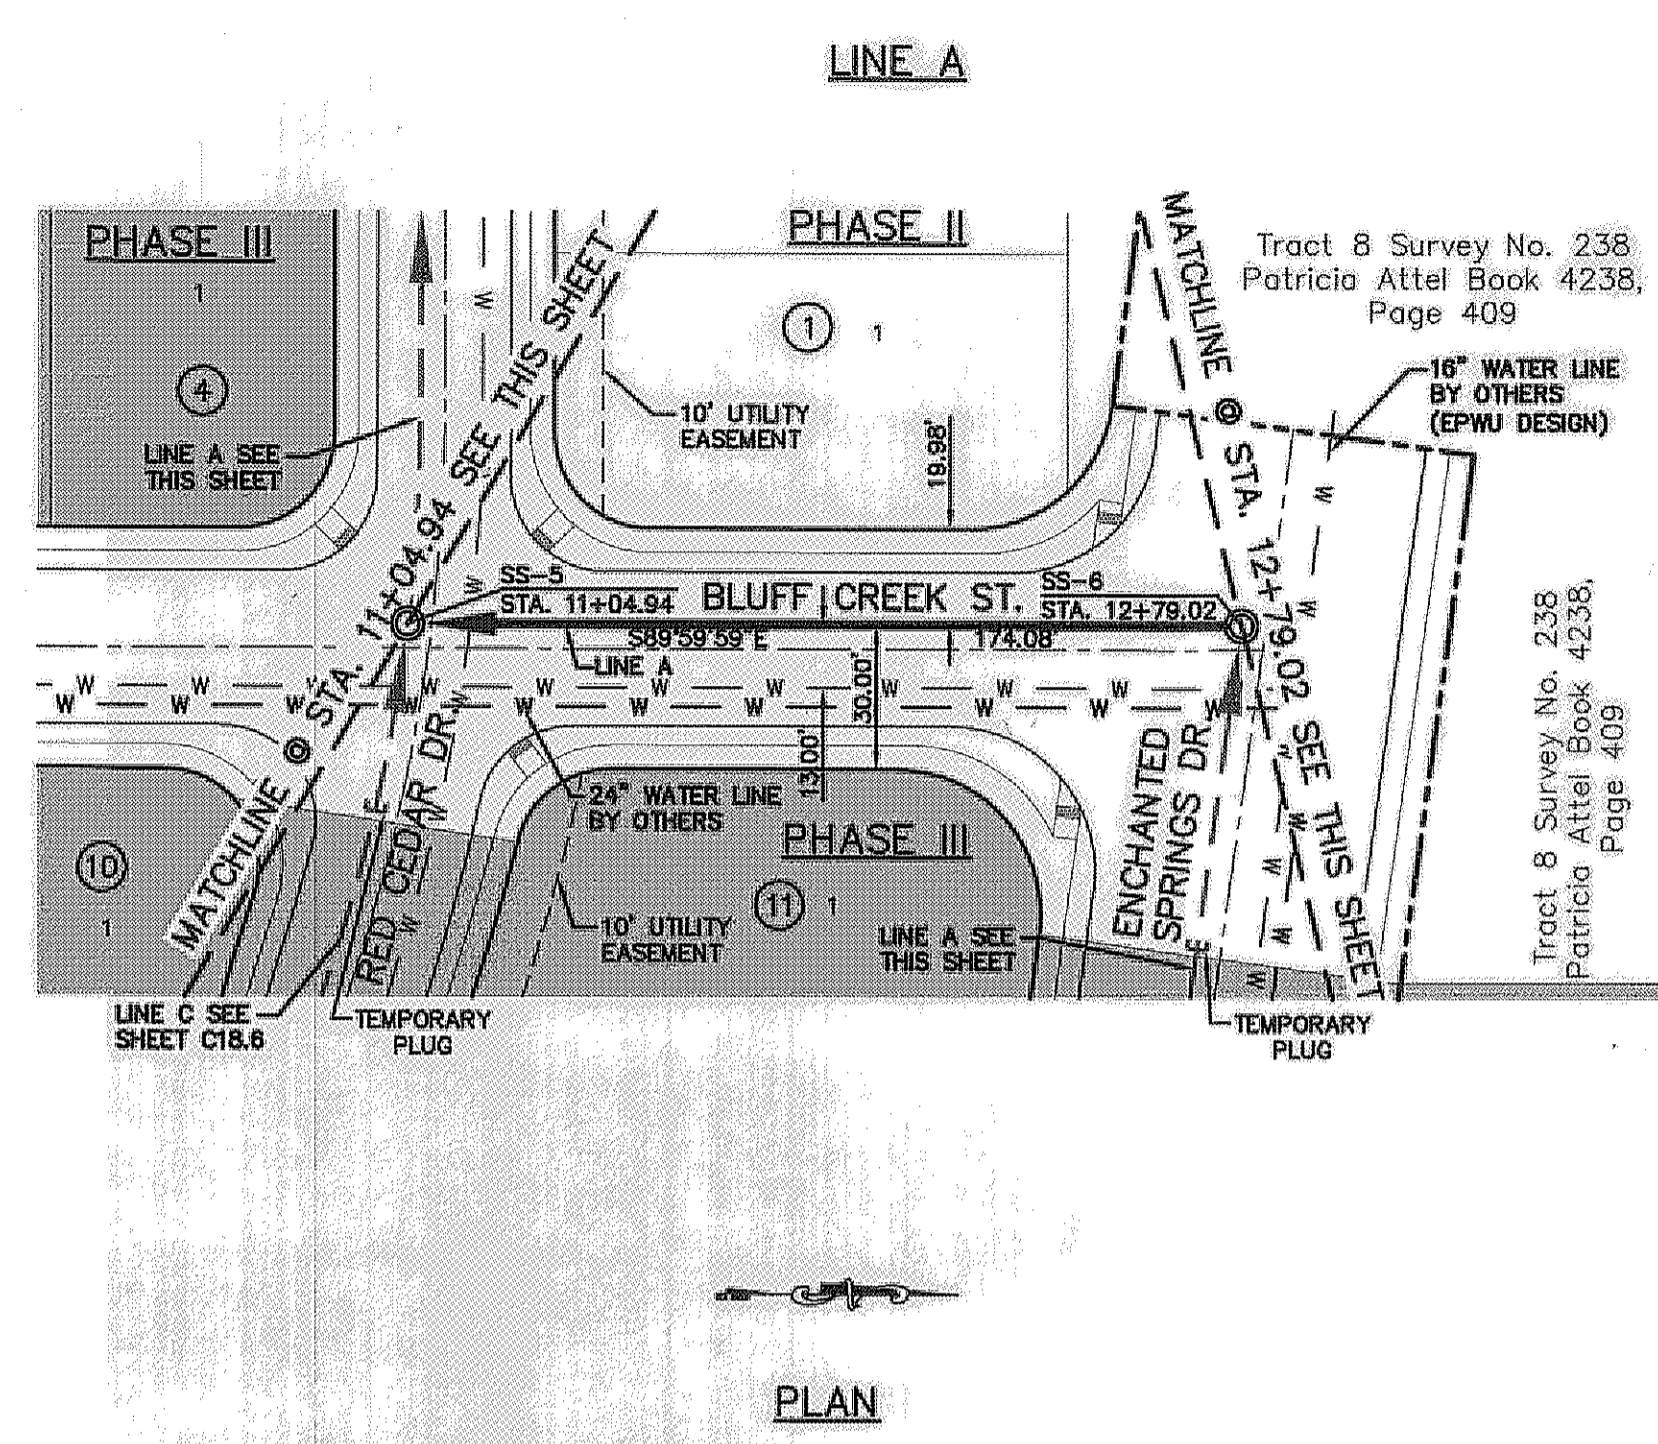 LINE A
PHASE III
1
4
LINE A SEE
THIS SHEET
PHASE II
1
1
10' UTILITY
EASEMENT
19.98'
MATCHLINE STA. 11+04.94 SEE THIS SHEET
MATCHLINE STA. 12+79.02 SEE THIS SHEET
Tract 8 Survey No. 238
Patricia Attel Book 4238,
Page 409
16" WATER LINE
BY OTHERS
(EPWU DESIGN)
SS-5
STA. 11+04.94
BLUFF CREEK ST.
SS-6
STA. 12+79.02
S89°59'59"E
174.08'
LINE A
30.00'
13.00'
W W W W W W W W W
W W W W W W W W W W W
RED CEDAR DR.
24" WATER LINE
BY OTHERS
PHASE III
11
1
10' UTILITY
EASEMENT
ENCHANTED
SPRINGS DR.
LINE A SEE
THIS SHEET
10
1
Tract 8 Survey No. 238
Patricia Attel Book 4238,
Page 409
LINE C SEE
SHEET C18.6
TEMPORARY
PLUG
TEMPORARY
PLUG
PLAN